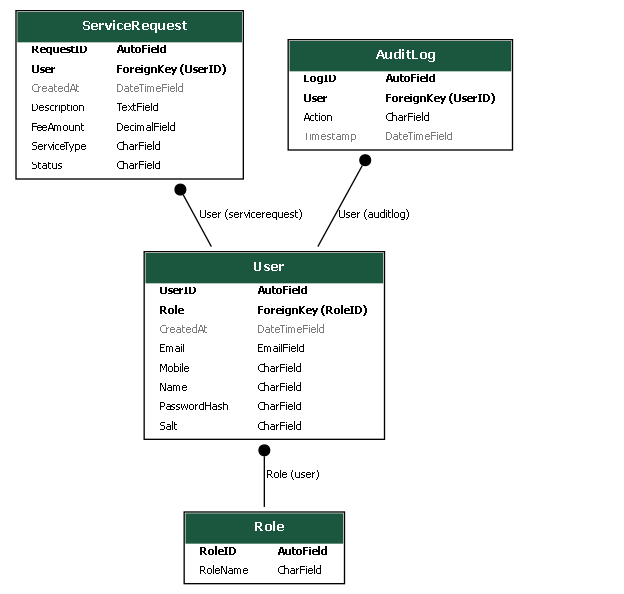 ServiceRequest
RequestID AutoField
User ForeignKey (UserID)
CreatedAt DateTimeField
Description TextField
FeeAmount DecimalField
ServiceType CharField
Status CharField
AuditLog
LogID AutoField
User ForeignKey (UserID)
Action CharField
Timestamp DateTimeField
User (servicerequest)
User (auditlog)
User
UserID AutoField
Role ForeignKey (RoleID)
CreatedAt DateTimeField
Email EmailField
Mobile CharField
Name CharField
PasswordHash CharField
Salt CharField
Role (user)
Role
RoleID AutoField
RoleName CharField